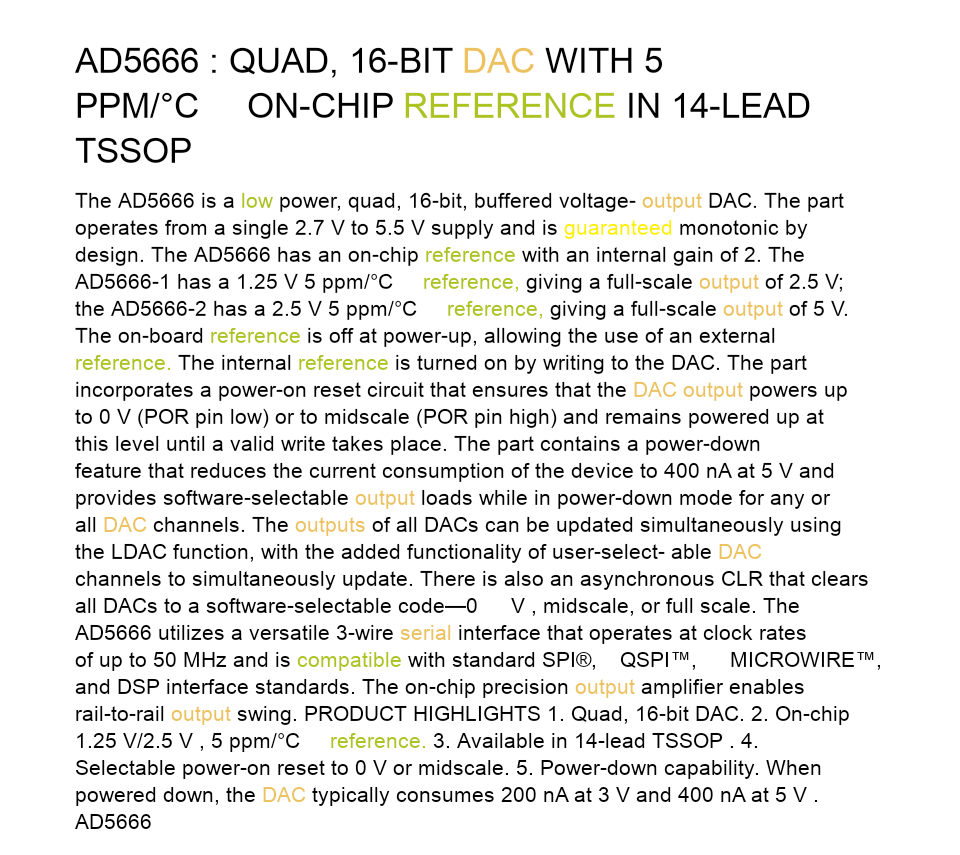 AD5666 : QUAD, 16-BIT DAC WITH 5
PPM/°C ON-CHIP REFERENCE IN 14-LEAD
TSSOP
The AD5666 is a low power, quad, 16-bit, buffered voltage- output DAC. The part
operates from a single 2.7 V to 5.5 V supply and is guaranteed monotonic by
design. The AD5666 has an on-chip reference with an internal gain of 2. The
AD5666-1 has a 1.25 V 5 ppm/°C reference, giving a full-scale output of 2.5 V;
the AD5666-2 has a 2.5 V 5 ppm/°C reference, giving a full-scale output of 5 V.
The on-board reference is off at power-up, allowing the use of an external
reference. The internal reference is turned on by writing to the DAC. The part
incorporates a power-on reset circuit that ensures that the DAC output powers up
to 0 V (POR pin low) or to midscale (POR pin high) and remains powered up at
this level until a valid write takes place. The part contains a power-down
feature that reduces the current consumption of the device to 400 nA at 5 V and
provides software-selectable output loads while in power-down mode for any or
all DAC channels. The outputs of all DACs can be updated simultaneously using
the LDAC function, with the added functionality of user-select- able DAC
channels to simultaneously update. There is also an asynchronous CLR that clears
all DACs to a software-selectable code—0 V , midscale, or full scale. The
AD5666 utilizes a versatile 3-wire serial interface that operates at clock rates
of up to 50 MHz and is compatible with standard SPI®, QSPI™, MICROWIRE™,
and DSP interface standards. The on-chip precision output amplifier enables
rail-to-rail output swing. PRODUCT HIGHLIGHTS 1. Quad, 16-bit DAC. 2. On-chip
1.25 V/2.5 V , 5 ppm/°C reference. 3. Available in 14-lead TSSOP . 4.
Selectable power-on reset to 0 V or midscale. 5. Power-down capability. When
powered down, the DAC typically consumes 200 nA at 3 V and 400 nA at 5 V .
AD5666